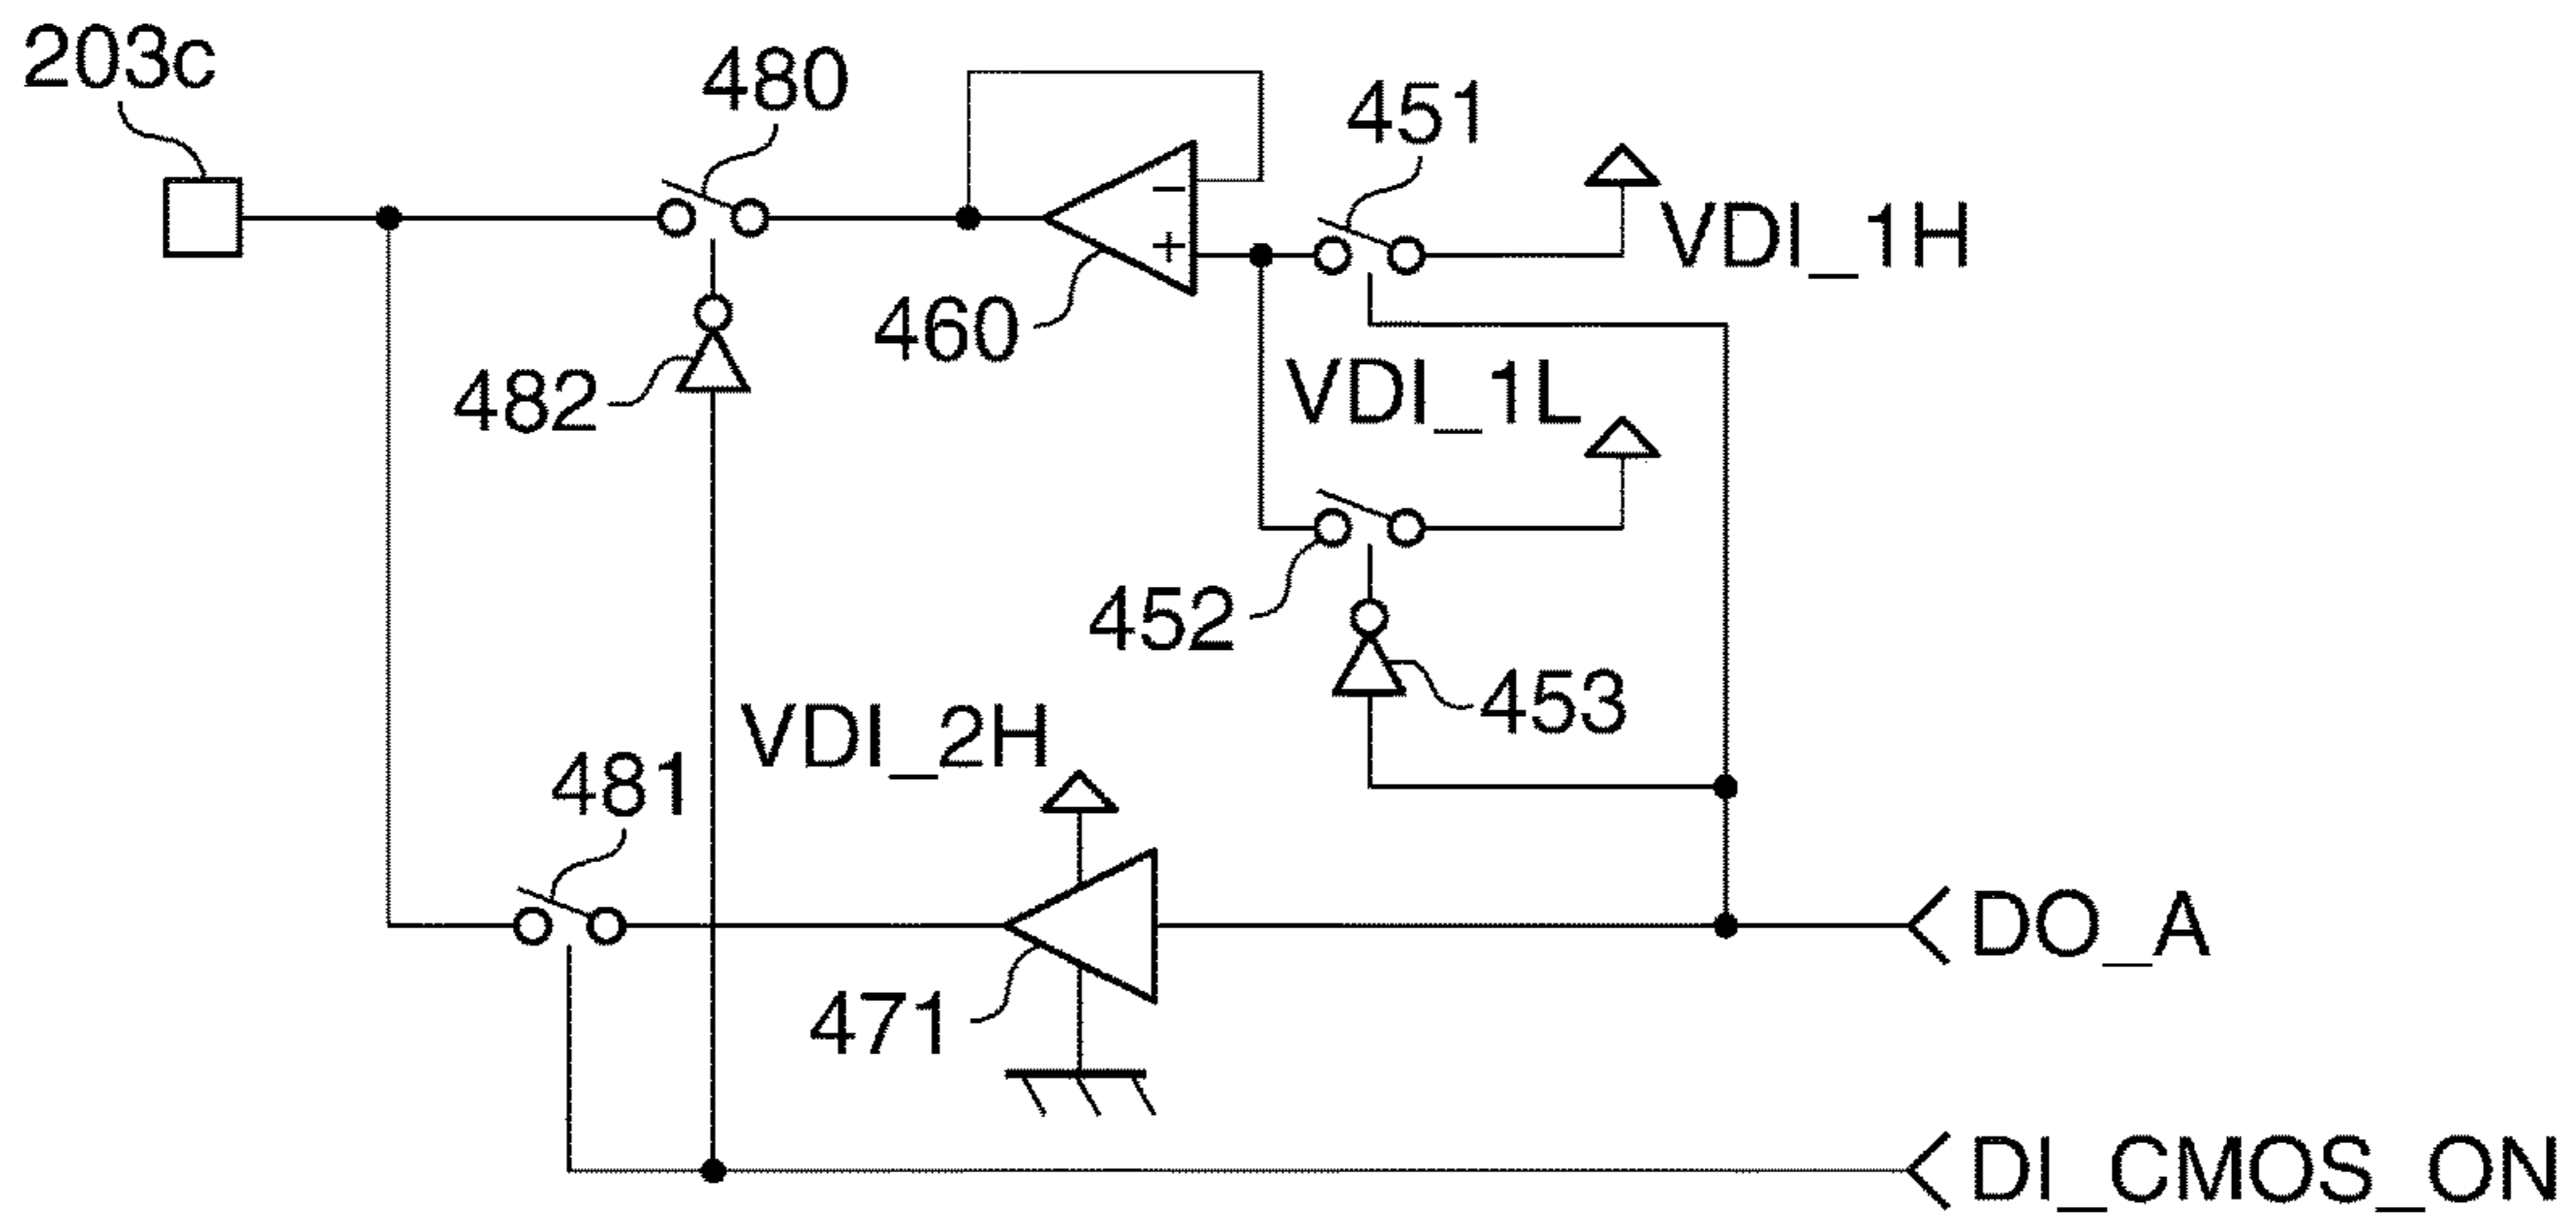 203c
480
451
VDI_1H
460
482
VDI_1L
452
453
VDI_2H
481
DO_A
471
DI_CMOS_ON